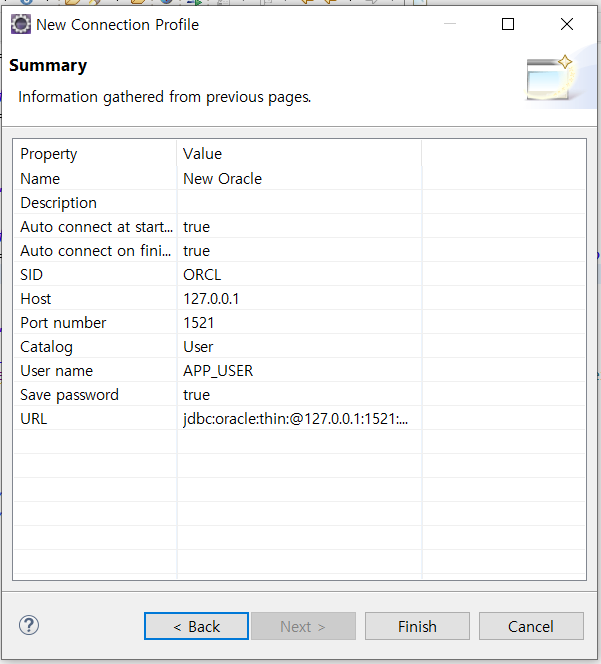 New Connection Profile
Summary
Information gathered from previous pages.
Property Value
Name New Oracle
Description
Auto connect at start... true
Auto connect on fini... true
SID ORCL
Host 127.0.0.1
Port number 1521
Catalog User
User name APP_USER
Save password true
URL jdbc:oracle:thin:@127.0.0.1:1521:...
< Back Next > Finish Cancel